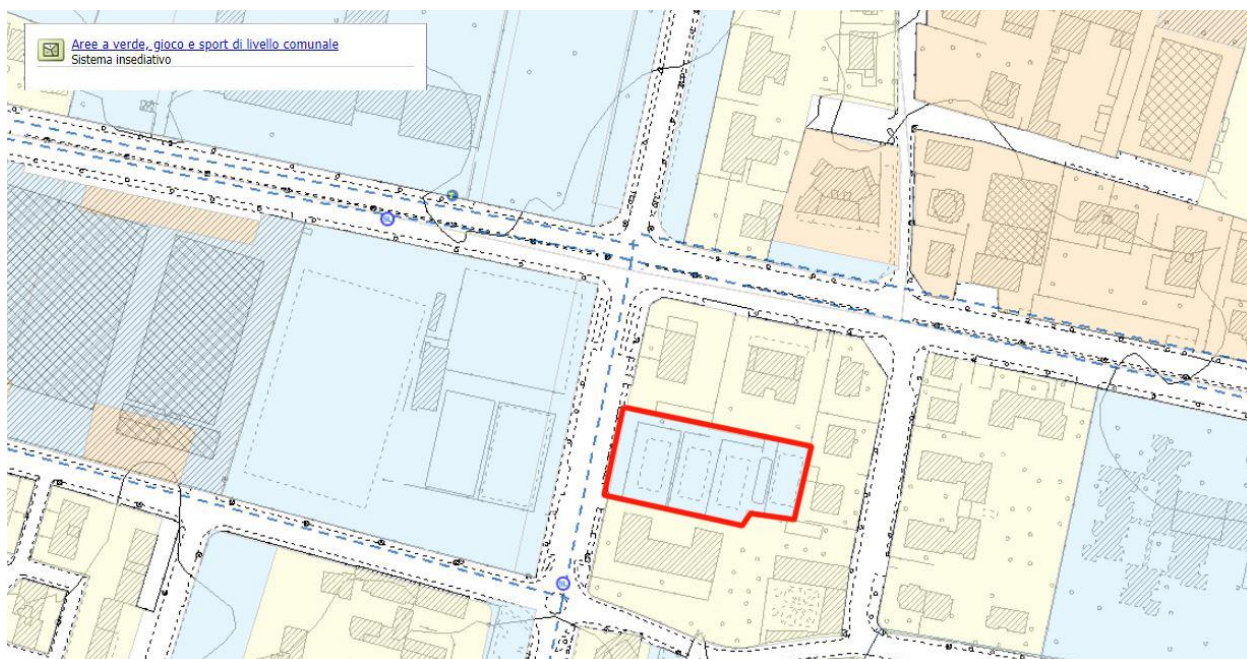 Aree a verde, gioco e sport di livello comunale
Sistema insediativo